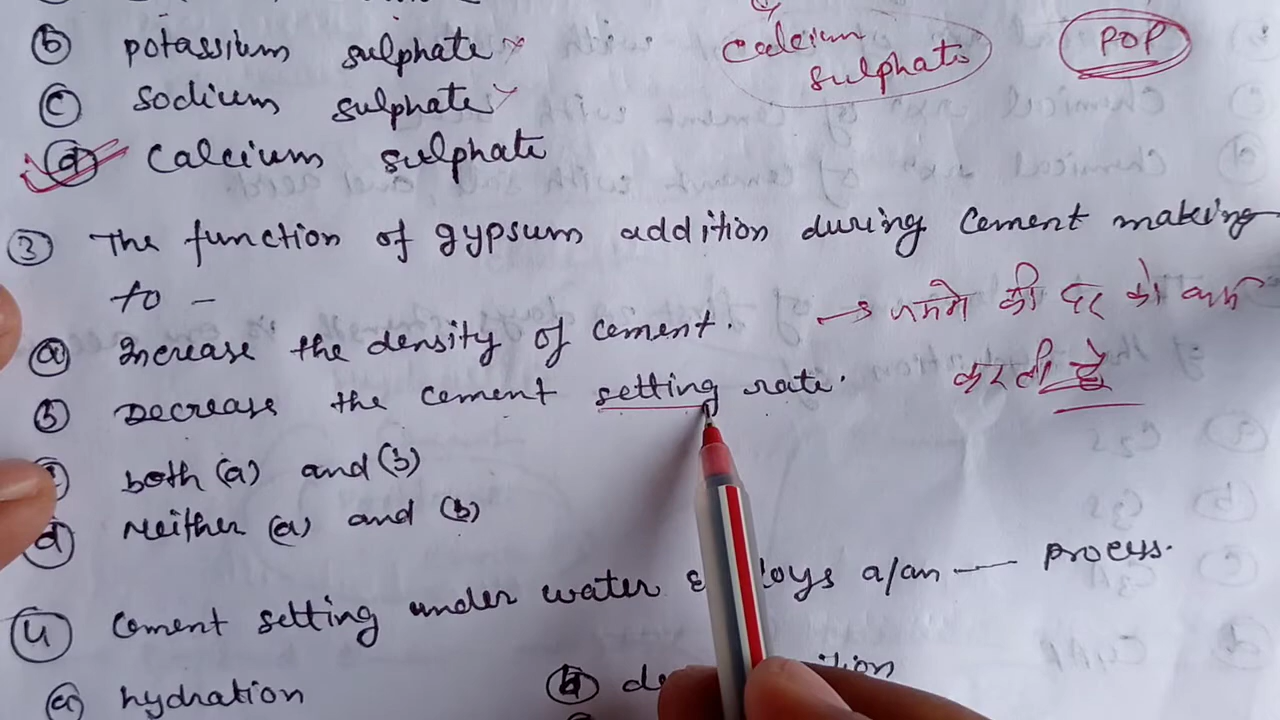 ⓑ potassium sulphate ×
calcium sulphate
POP
ⓒ sodium sulphate
ⓓ calcium sulphate
③ The function of gypsum addition during cement making
to -
→ जमने की दर को कम
करती है
ⓐ Increase the density of cement.
ⓑ Decrease the cement setting rate.
both (a) and (b)
ⓓ Neither (a) and (b)
④ Cement setting under water a/an — process.
ⓐ hydration
ⓑ